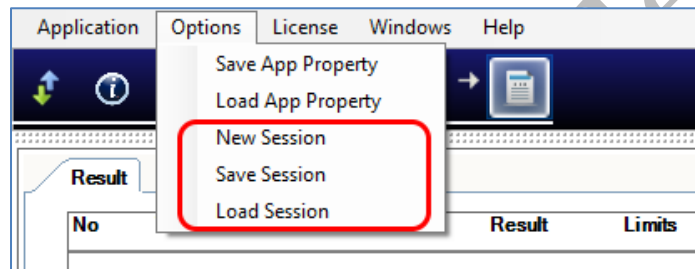 Application Options License Windows Help
Save App Property
Load App Property
New Session
Save Session
Load Session
Result
No Result Limits